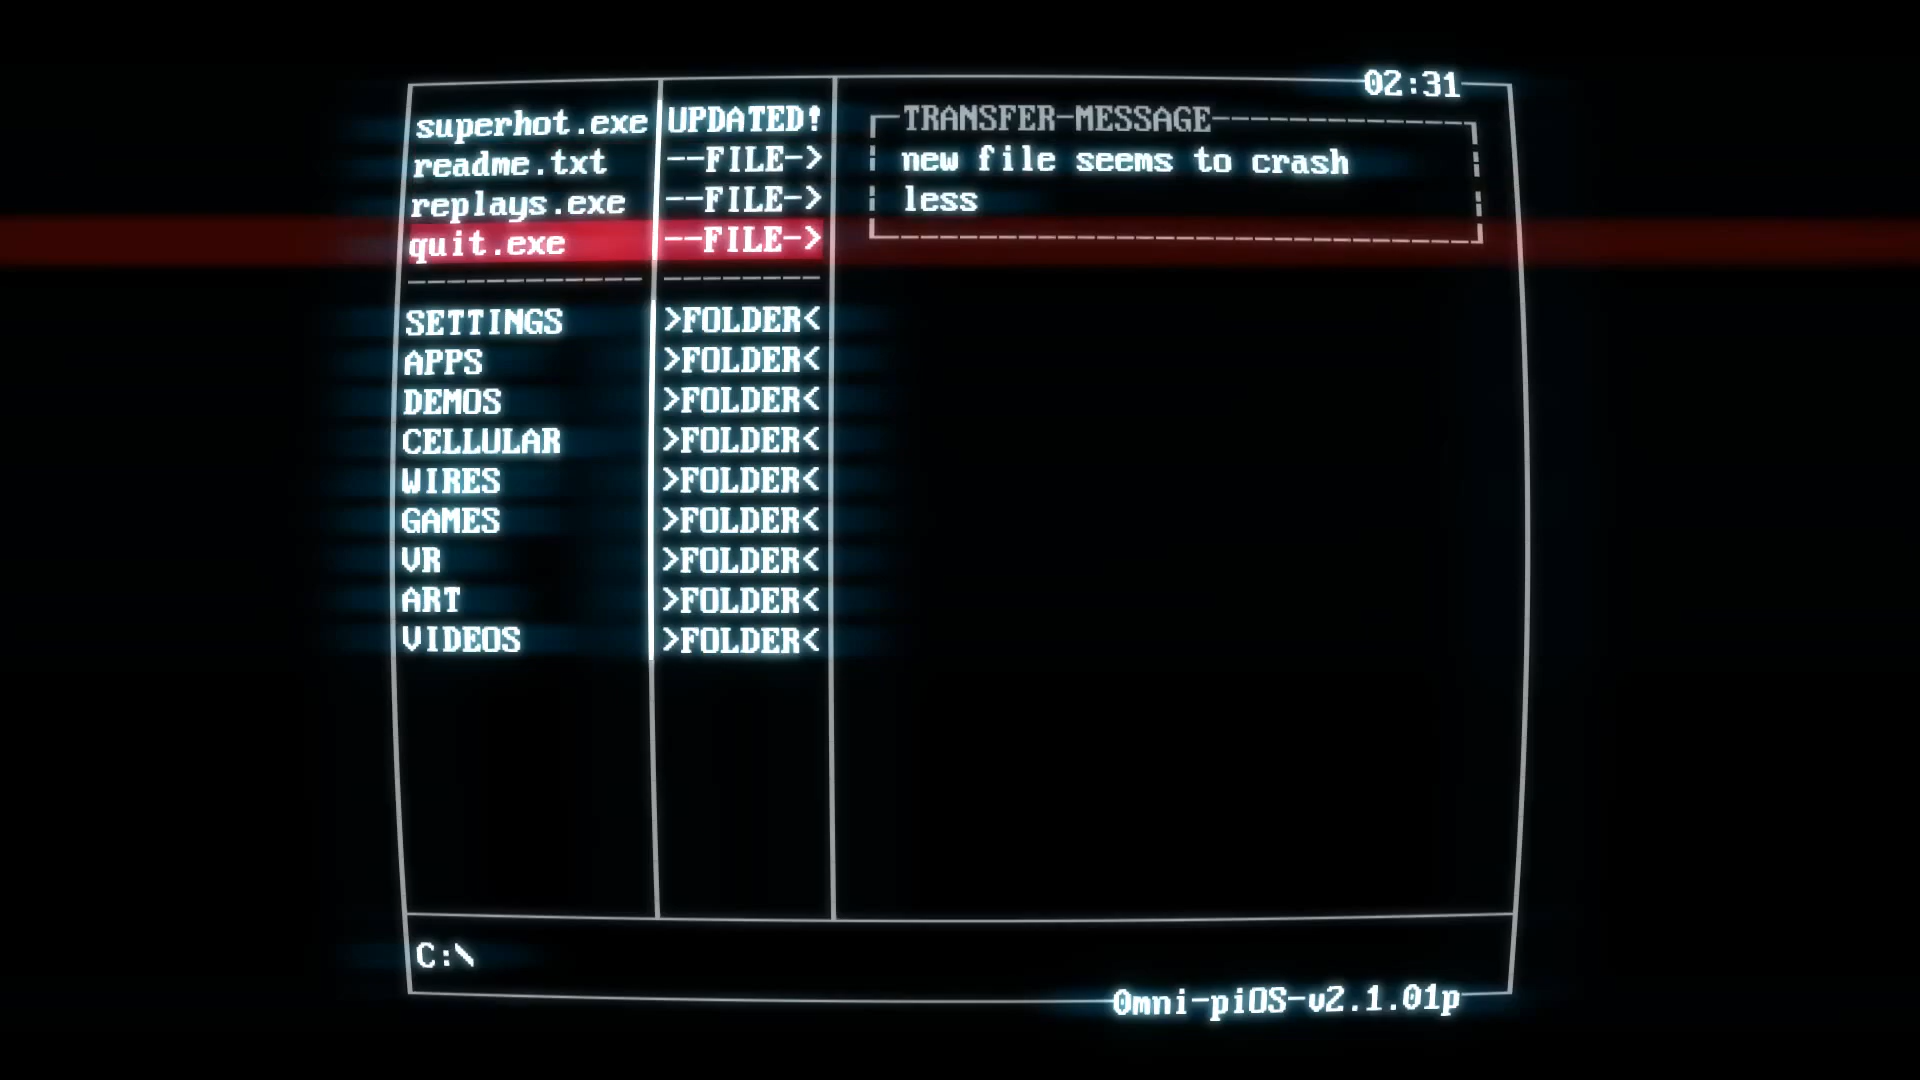 02:31
superhot.exe UPDATED!
readme.txt --FILE->
replays.exe --FILE->
quit.exe --FILE->
SETTINGS >FOLDER<
APPS >FOLDER<
DEMOS >FOLDER<
CELLULAR >FOLDER<
WIRES >FOLDER<
GAMES >FOLDER<
VR >FOLDER<
ART >FOLDER<
VIDEOS >FOLDER<
TRANSFER-MESSAGE
new file seems to crash
less
C:\
0mni-piOS-v2.1.01p